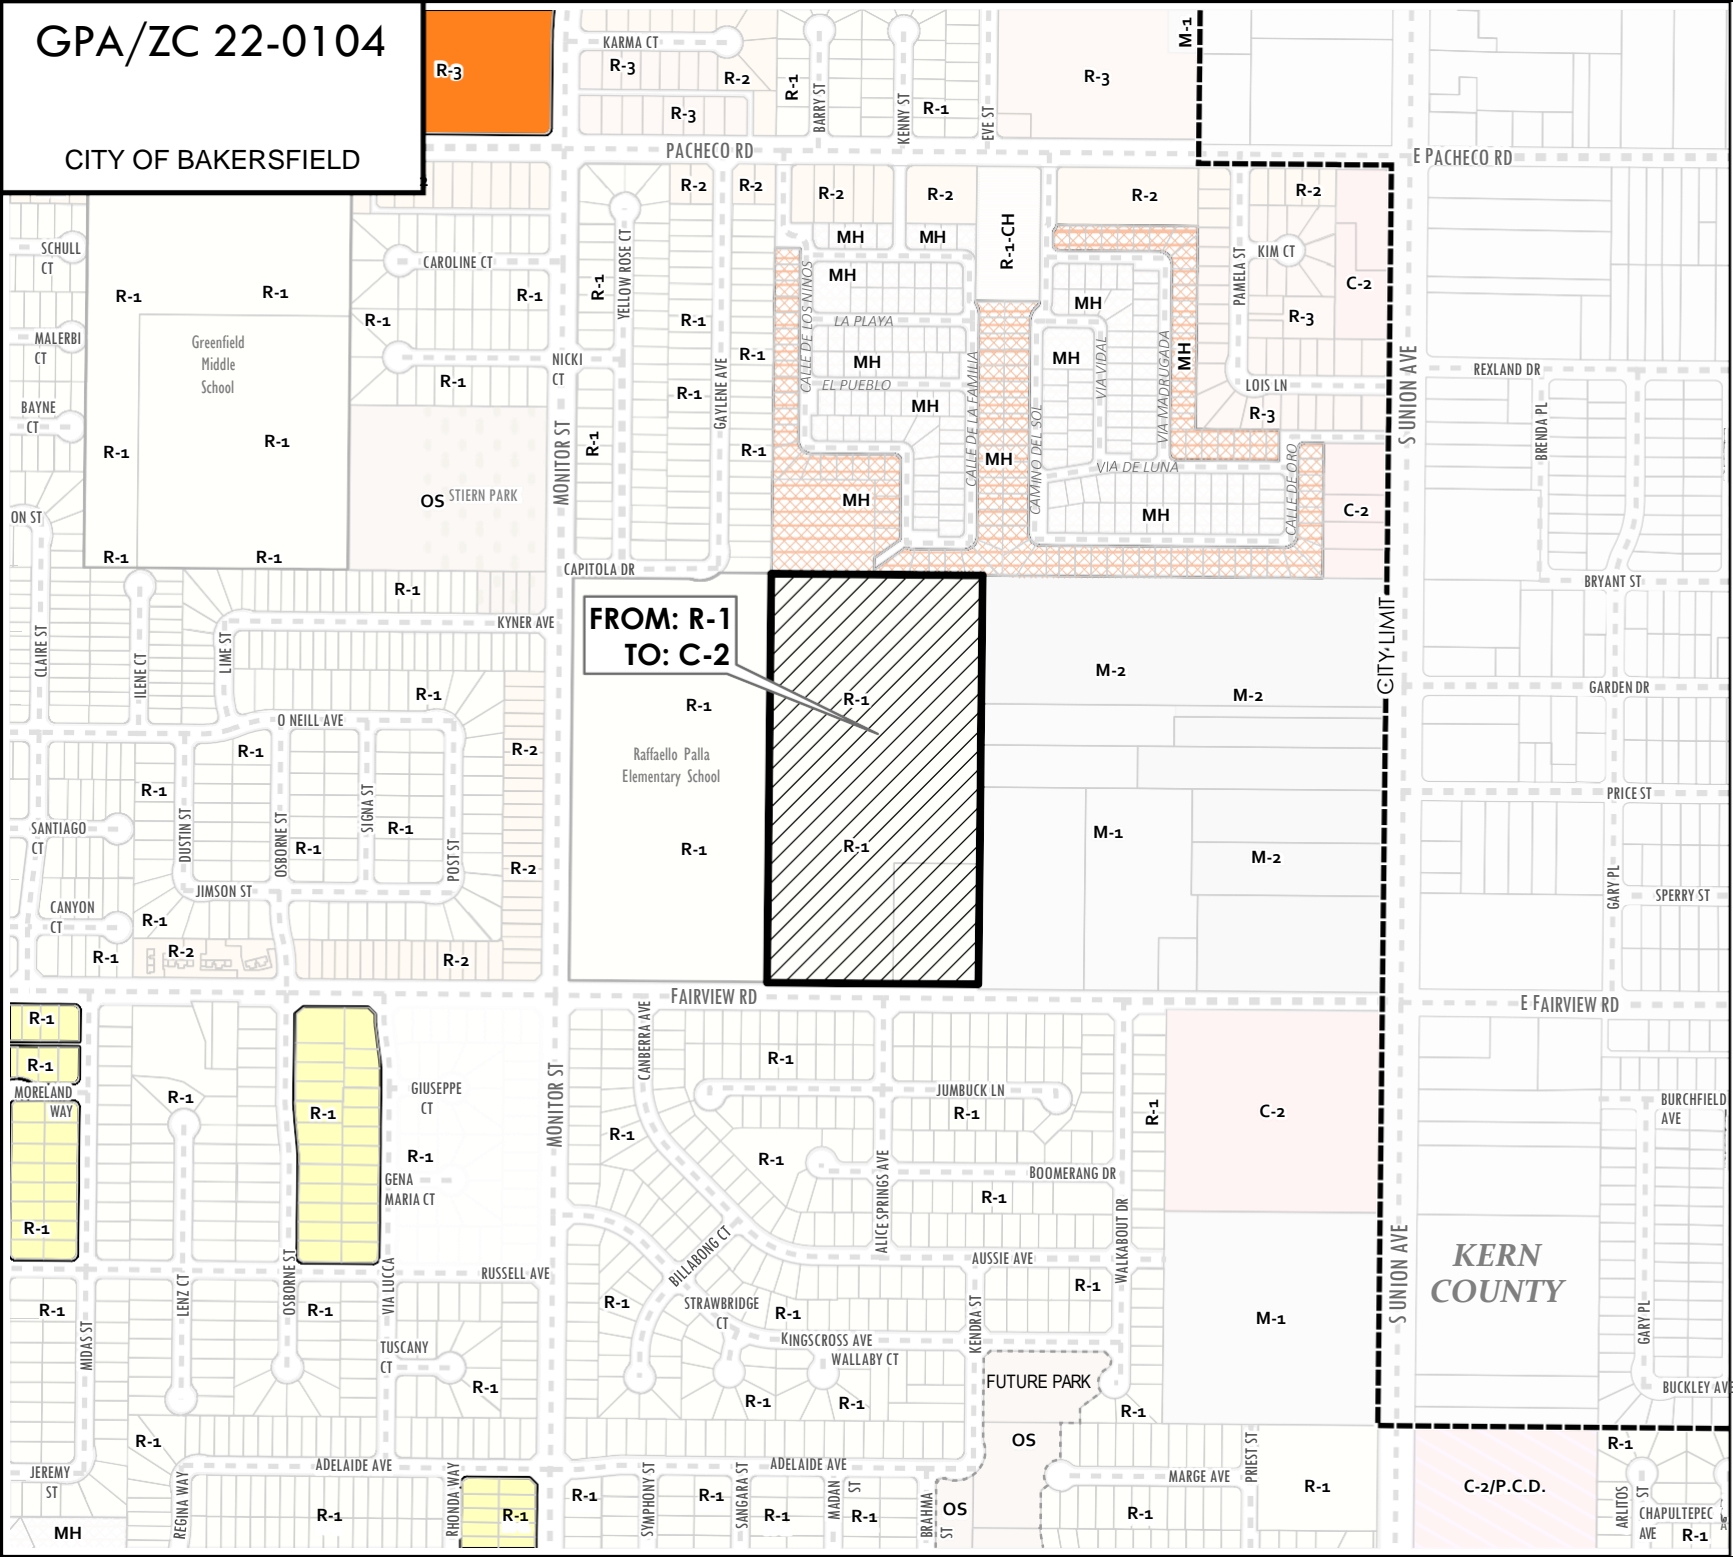 GPA/ZC 22-0104
CITY OF BAKERSFIELD
R-3
KARMA CT
R-3
R-2
R-3
R-1
BARRY ST
KENNY ST
R-1
EVE ST
R-3
M-1
PACHECO RD
E PACHECO RD
R-2
R-2
R-2
R-2
R-1-CH
R-2
R-2
MH
MH
SCHULL
CT
CAROLINE CT
R-1
R-1
R-1
R-1
YELLOW ROSE CT
CALLE DE LOS NINOS
MH
PAMELA ST
KIM CT
C-2
R-1
R-1
LA PLAYA
MH
R-3
MALERBI
CT
Greenfield
Middle
School
NICKI
CT
R-1
GAYLENE AVE
R-1
MH
EL PUEBLO
CALLE DE LA FAMILIA
MH
VIA VIDAL
VIA MADRUGADA
MH
LOIS LN
S UNION AVE
REXLAND DR
R-1
MH
R-3
BRENDA PL
BAYNE
CT
R-1
R-1
MONITOR ST
R-1
R-1
MH
CAMINO DEL SOL
VIA DE LUNA
CALLE DE ORO
OS
STIERN PARK
MH
MH
C-2
ON ST
R-1
R-1
CAPITOLA DR
BRYANT ST
R-1
FROM: R-1
TO: C-2
CITY LIMIT
CLAIRE ST
ILENE CT
LIME ST
KYNER AVE
R-1
R-1
R-1
M-2
M-2
GARDEN DR
O NEILL AVE
R-1
R-2
Raffaello Palla
Elementary School
R-1
SIGNA ST
PRICE ST
SANTIAGO
CT
DUSTIN ST
OSBORNE ST
R-1
R-1
POST ST
R-2
R-1
R-1
M-1
M-2
GARY PL
JIMSON ST
SPERRY ST
CANYON
CT
R-1
R-1
R-2
R-2
FAIRVIEW RD
E FAIRVIEW RD
R-1
R-1
MORELAND
WAY
R-1
R-1
GIUSEPPE
CT
MONITOR ST
CANBERRA AVE
R-1
JUMBUCK LN
R-1
R-1
C-2
BURCHFIELD
AVE
R-1
R-1
GENA
MARIA CT
R-1
ALICE SPRINGS AVE
BOOMERANG DR
R-1
WALKABOUT DR
R-1
BILLABONG CT
AUSSIE AVE
S UNION AVE
KERN
COUNTY
RUSSELL AVE
R-1
MIDAS ST
LENZ CT
OSBORNE ST
R-1
VIA LUCCA
R-1
STRAWBRIDGE
CT
R-1
KENDRA ST
R-1
M-1
GARY PL
TUSCANY
CT
KINGSCROSS AVE
WALLABY CT
R-1
FUTURE PARK
BUCKLEY AV
R-1
R-1
R-1
R-1
OS
R-1
JEREMY
ST
REGINA WAY
ADELAIDE AVE
RHONDA WAY
ADELAIDE AVE
MARGE AVE
PRIEST ST
R-1
C-2/P.C.D.
MH
R-1
R-1
R-1
SYMPHONY ST
R-1
SANGARA ST
R-1
MADAN
ST
R-1
BRAHMA
ST
OS
R-1
ARLITOS
ST
CHAPULTEPEC
AVE
R-1